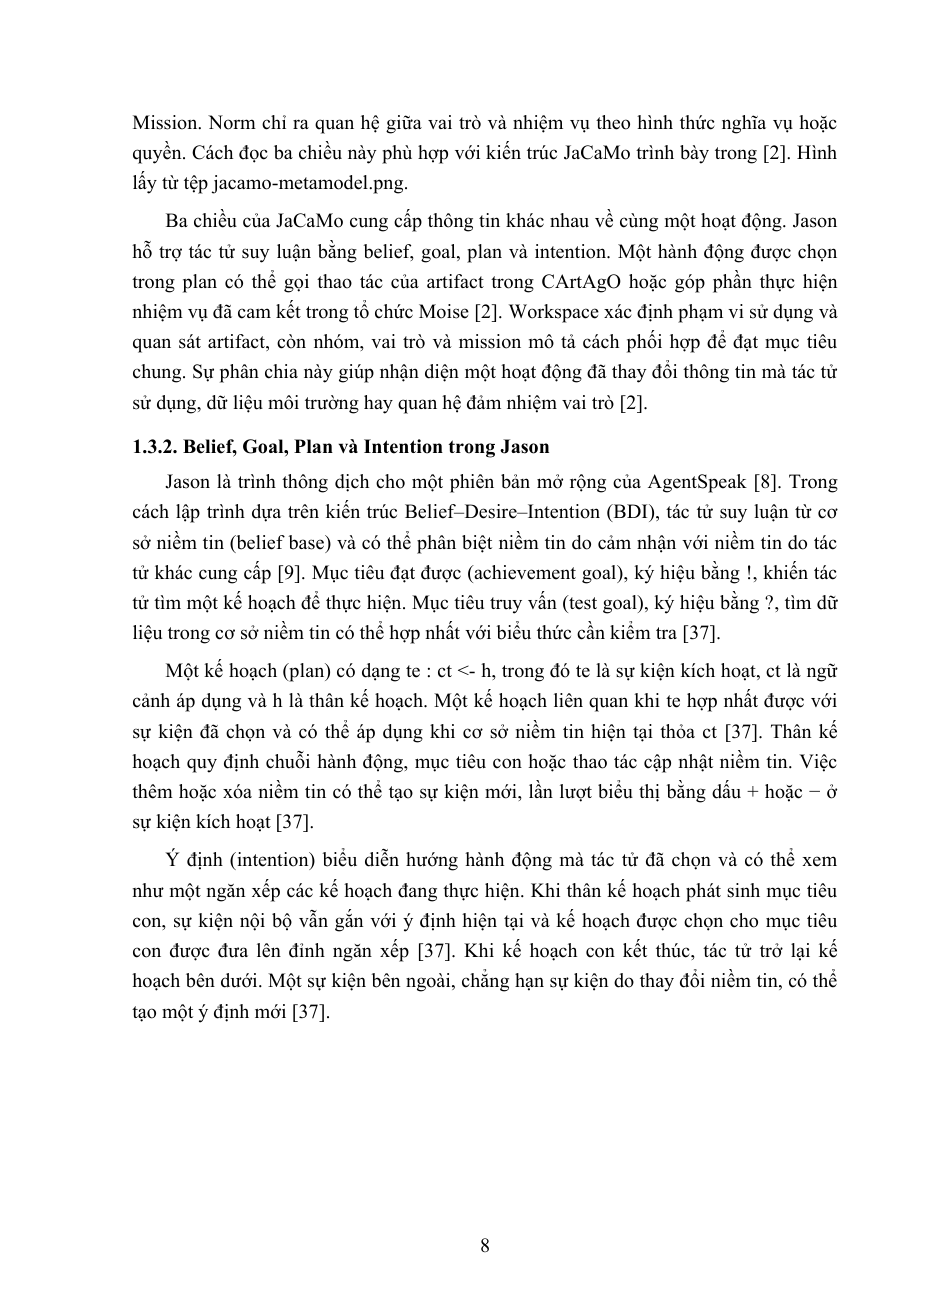 Mission. Norm chỉ ra quan hệ giữa vai trò và nhiệm vụ theo hình thức nghĩa vụ hoặc
quyền. Cách đọc ba chiều này phù hợp với kiến trúc JaCaMo trình bày trong [2]. Hình
lấy từ tệp jacamo-metamodel.png.
Ba chiều của JaCaMo cung cấp thông tin khác nhau về cùng một hoạt động. Jason
hỗ trợ tác tử suy luận bằng belief, goal, plan và intention. Một hành động được chọn
trong plan có thể gọi thao tác của artifact trong CArtAgO hoặc góp phần thực hiện
nhiệm vụ đã cam kết trong tổ chức Moise [2]. Workspace xác định phạm vi sử dụng và
quan sát artifact, còn nhóm, vai trò và mission mô tả cách phối hợp để đạt mục tiêu
chung. Sự phân chia này giúp nhận diện một hoạt động đã thay đổi thông tin mà tác tử
sử dụng, dữ liệu môi trường hay quan hệ đảm nhiệm vai trò [2].
1.3.2. Belief, Goal, Plan và Intention trong Jason
Jason là trình thông dịch cho một phiên bản mở rộng của AgentSpeak [8]. Trong
cách lập trình dựa trên kiến trúc Belief–Desire–Intention (BDI), tác tử suy luận từ cơ
sở niềm tin (belief base) và có thể phân biệt niềm tin do cảm nhận với niềm tin do tác
tử khác cung cấp [9]. Mục tiêu đạt được (achievement goal), ký hiệu bằng !, khiến tác
tử tìm một kế hoạch để thực hiện. Mục tiêu truy vấn (test goal), ký hiệu bằng ?, tìm dữ
liệu trong cơ sở niềm tin có thể hợp nhất với biểu thức cần kiểm tra [37].
Một kế hoạch (plan) có dạng te : ct <- h, trong đó te là sự kiện kích hoạt, ct là ngữ
cảnh áp dụng và h là thân kế hoạch. Một kế hoạch liên quan khi te hợp nhất được với
sự kiện đã chọn và có thể áp dụng khi cơ sở niềm tin hiện tại thỏa ct [37]. Thân kế
hoạch quy định chuỗi hành động, mục tiêu con hoặc thao tác cập nhật niềm tin. Việc
thêm hoặc xóa niềm tin có thể tạo sự kiện mới, lần lượt biểu thị bằng dấu + hoặc − ở
sự kiện kích hoạt [37].
Ý định (intention) biểu diễn hướng hành động mà tác tử đã chọn và có thể xem
như một ngăn xếp các kế hoạch đang thực hiện. Khi thân kế hoạch phát sinh mục tiêu
con, sự kiện nội bộ vẫn gắn với ý định hiện tại và kế hoạch được chọn cho mục tiêu
con được đưa lên đỉnh ngăn xếp [37]. Khi kế hoạch con kết thúc, tác tử trở lại kế
hoạch bên dưới. Một sự kiện bên ngoài, chẳng hạn sự kiện do thay đổi niềm tin, có thể
tạo một ý định mới [37].
8